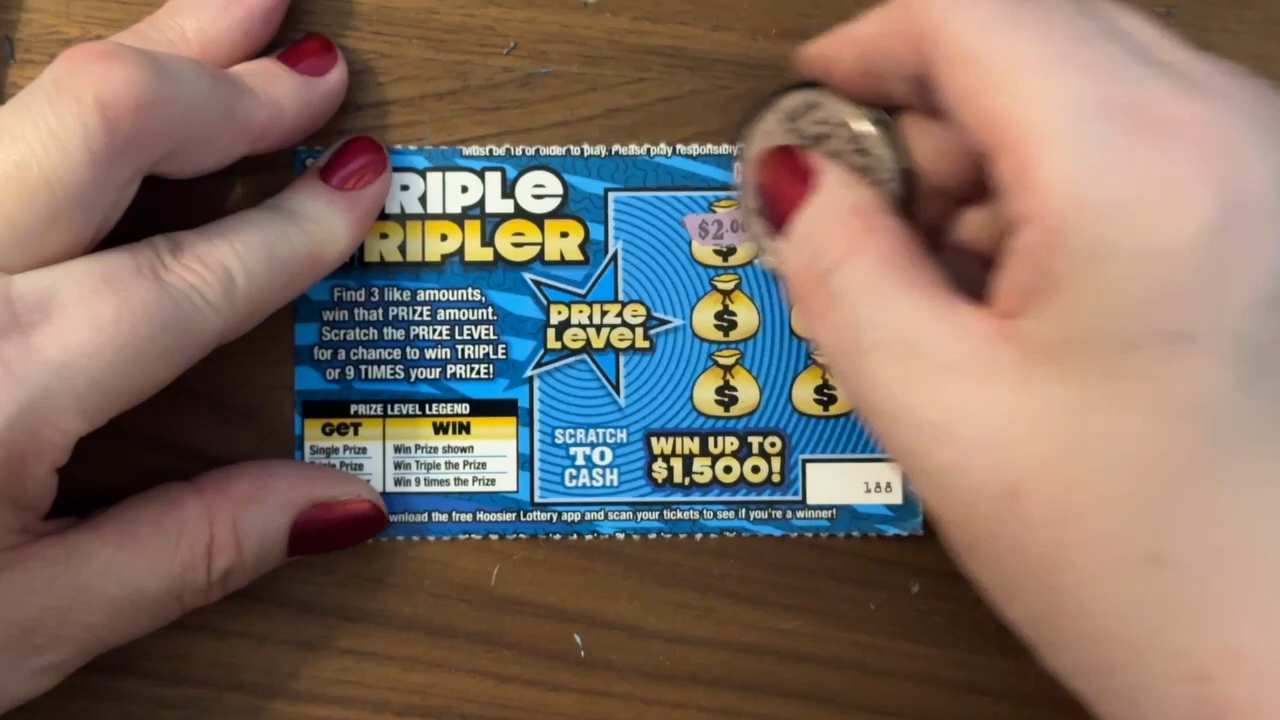 Must be 18 or older to play. Please play responsibly.
RIPLE
TRIPLER
Find 3 like amounts,
win that PRIZE amount.
Scratch the PRIZE LEVEL
for a chance to win TRIPLE
or 9 TIMES your PRIZE!
$2.00
$
$
$
PRIZE
LEVEL
PRIZE LEVEL LEGEND
GET WIN
Single Prize Win Prize shown
Prize Win Triple the Prize
Win 9 times the Prize
SCRATCH
TO
CASH
WIN UP TO
$1,500!
188
wnload the free Hoosier Lottery app and scan your tickets to see if you're a winner!